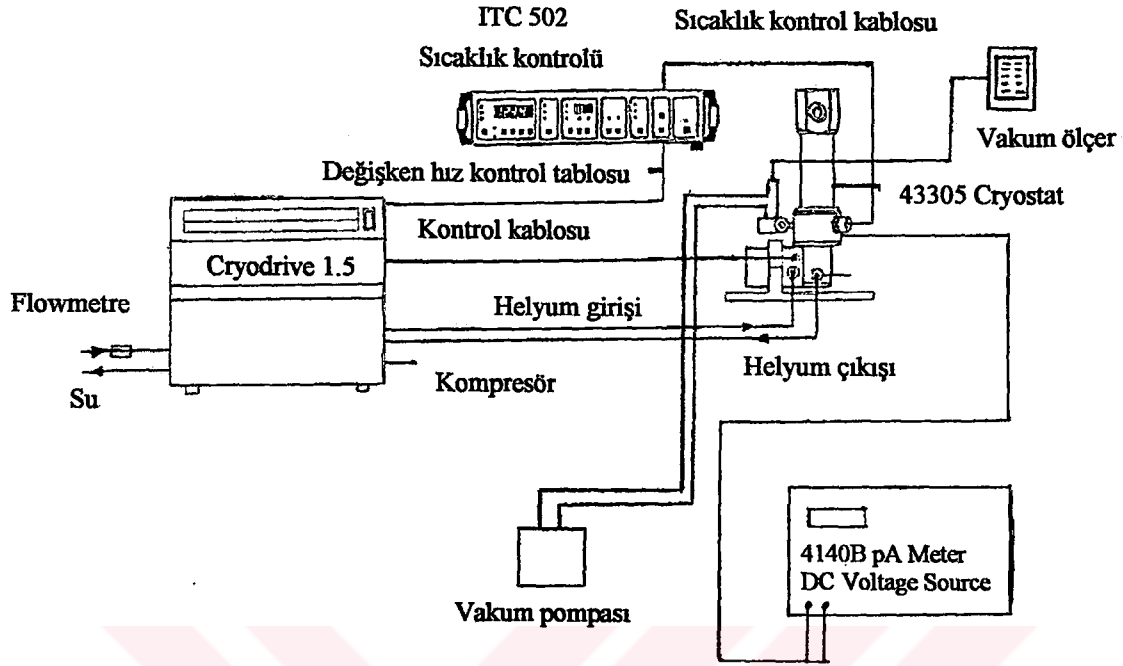 ITC 502
Sıcaklık kontrolü
Sıcaklık kontrol kablosu
Vakum ölçer
Değişken hız kontrol tablosu
43305 Cryostat
Kontrol kablosu
Cryodrive 1.5
Flowmetre
Helyum girişi
Helyum çıkışı
Kompresör
Su
4140B pA Meter
DC Voltage Source
Vakum pompası